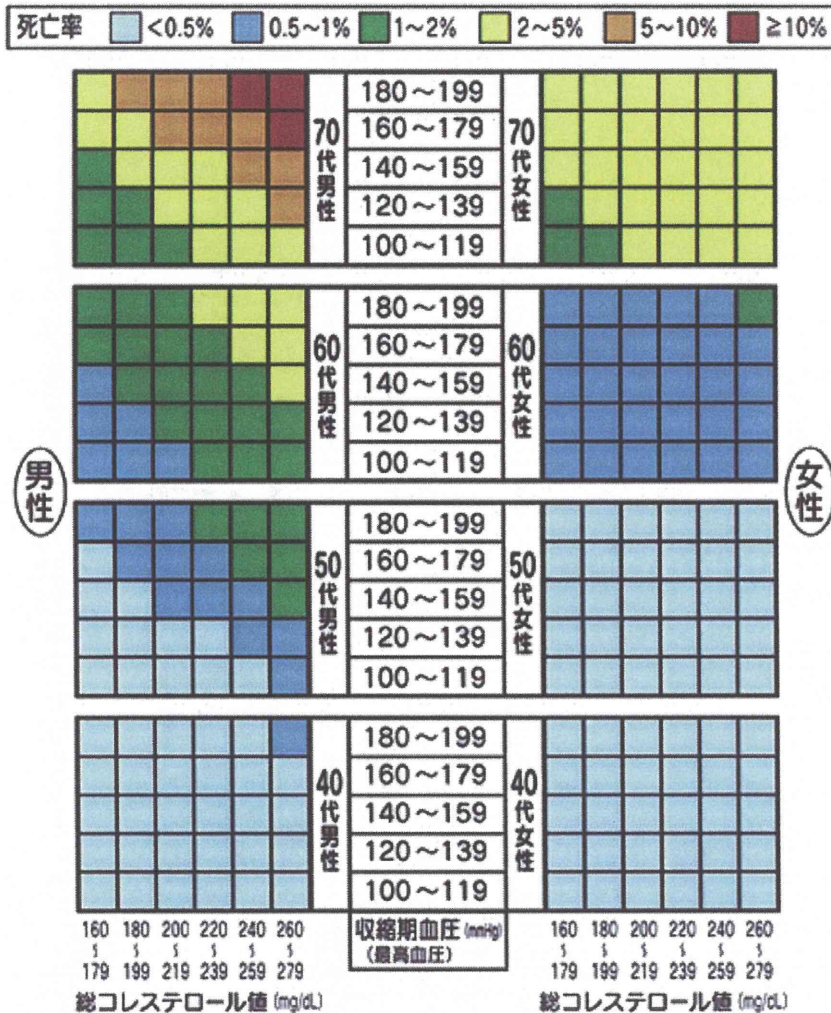 死亡率 <0.5% 0.5~1% 1~2% 2~5% 5~10% ≧10%
男性
70代男性
180~199
160~179
140~159
120~139
100~119
70代女性
60代男性
180~199
160~179
140~159
120~139
100~119
60代女性
女性
50代男性
180~199
160~179
140~159
120~139
100~119
50代女性
40代男性
180~199
160~179
140~159
120~139
100~119
40代女性
160 180 200 220 240 260
~ ~ ~ ~ ~ ~
179 199 219 239 259 279
総コレステロール値 (mg/dL)
収縮期血圧 (mmHg)
(最高血圧)
160 180 200 220 240 260
~ ~ ~ ~ ~ ~
179 199 219 239 259 279
総コレステロール値 (mg/dL)